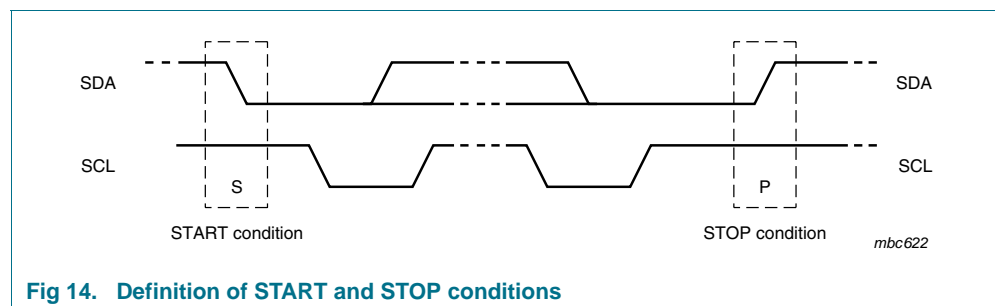 SDA
SDA
SCL
SCL
S
P
START condition
STOP condition
mbc622
Fig 14. Definition of START and STOP conditions